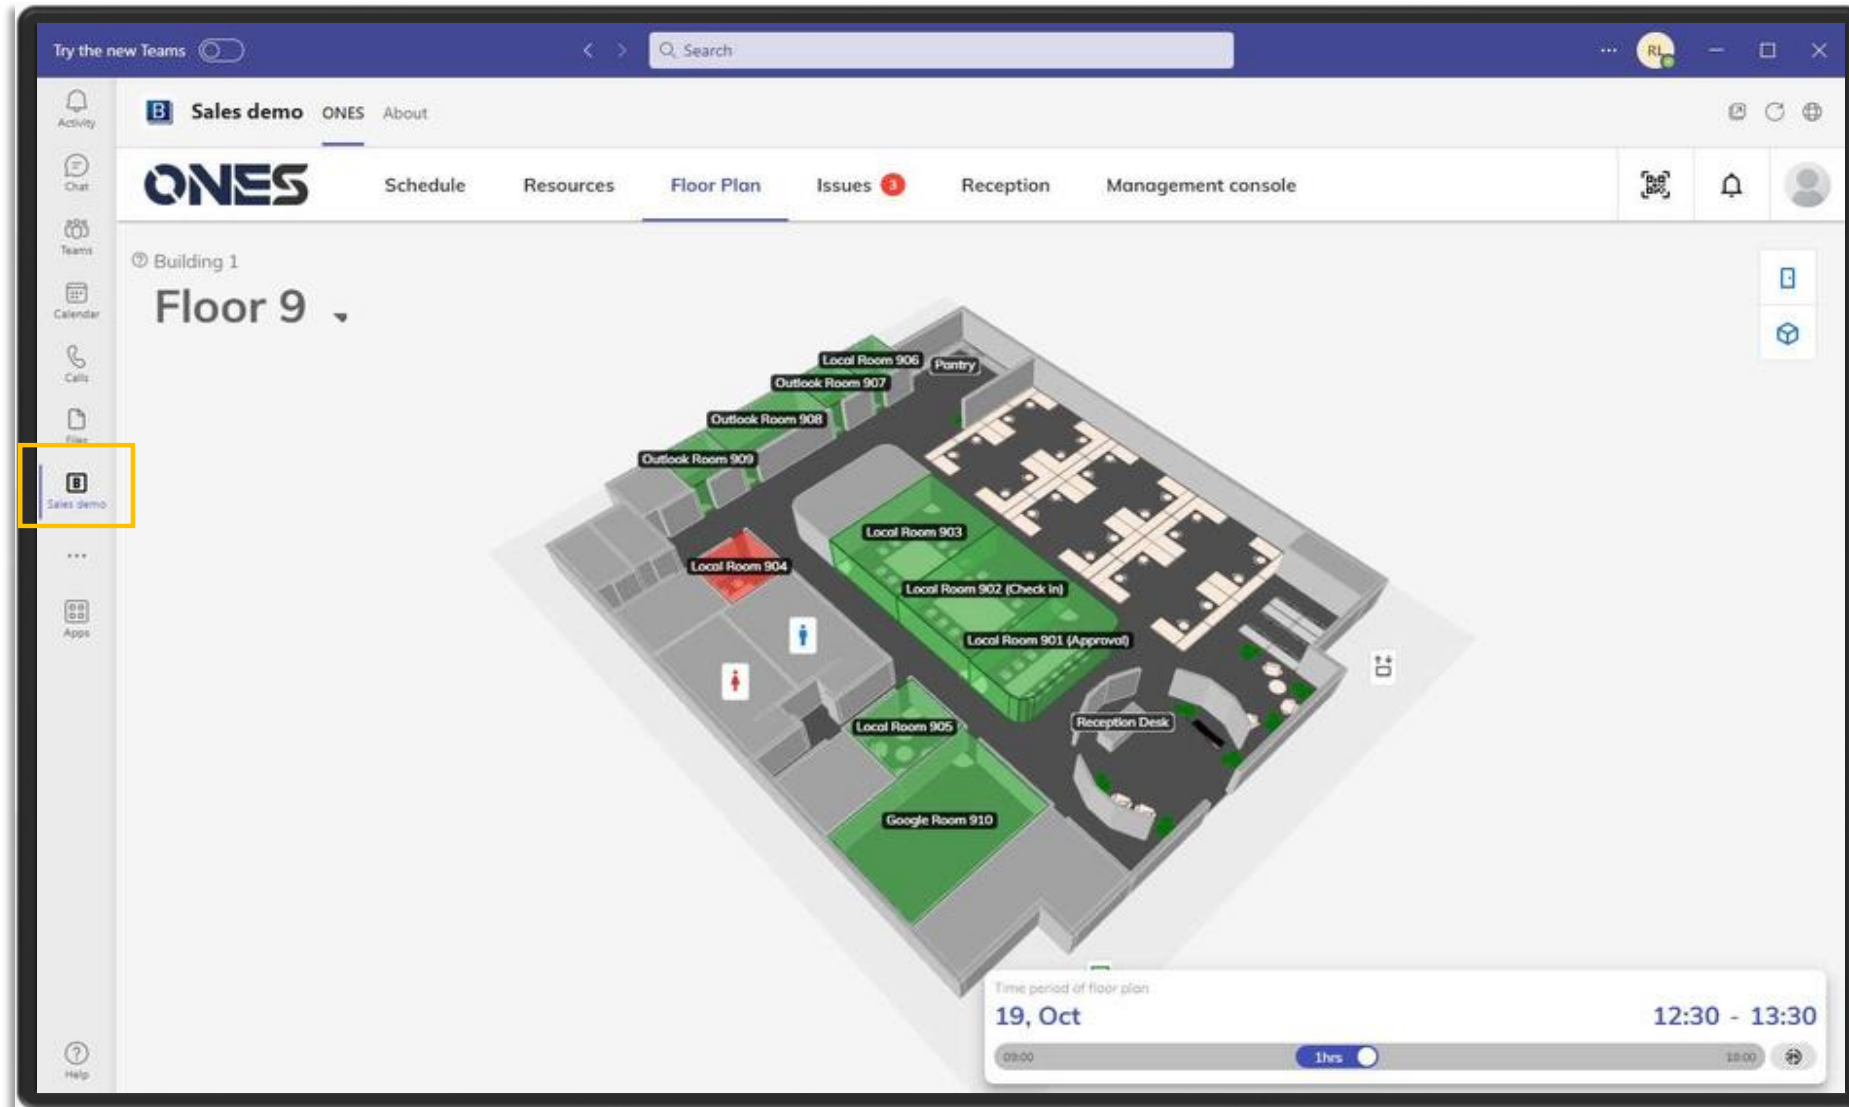 Try the new Teams
Search
RL
Activity
Chat
Teams
Calendar
Calls
Files
B
Sales demo
Apps
Help
B Sales demo ONES About
ONES Schedule Resources Floor Plan Issues 3 Reception Management console
Building 1
Floor 9
Local Room 906
Pantry
Outlook Room 907
Outlook Room 908
Outlook Room 909
Local Room 903
Local Room 904
Local Room 902 (Check In)
Local Room 901 (Approval)
Reception Desk
Local Room 905
Google Room 910
Time period of floor plan
19, Oct 12:30 - 13:30
09:00 1hrs 18:00